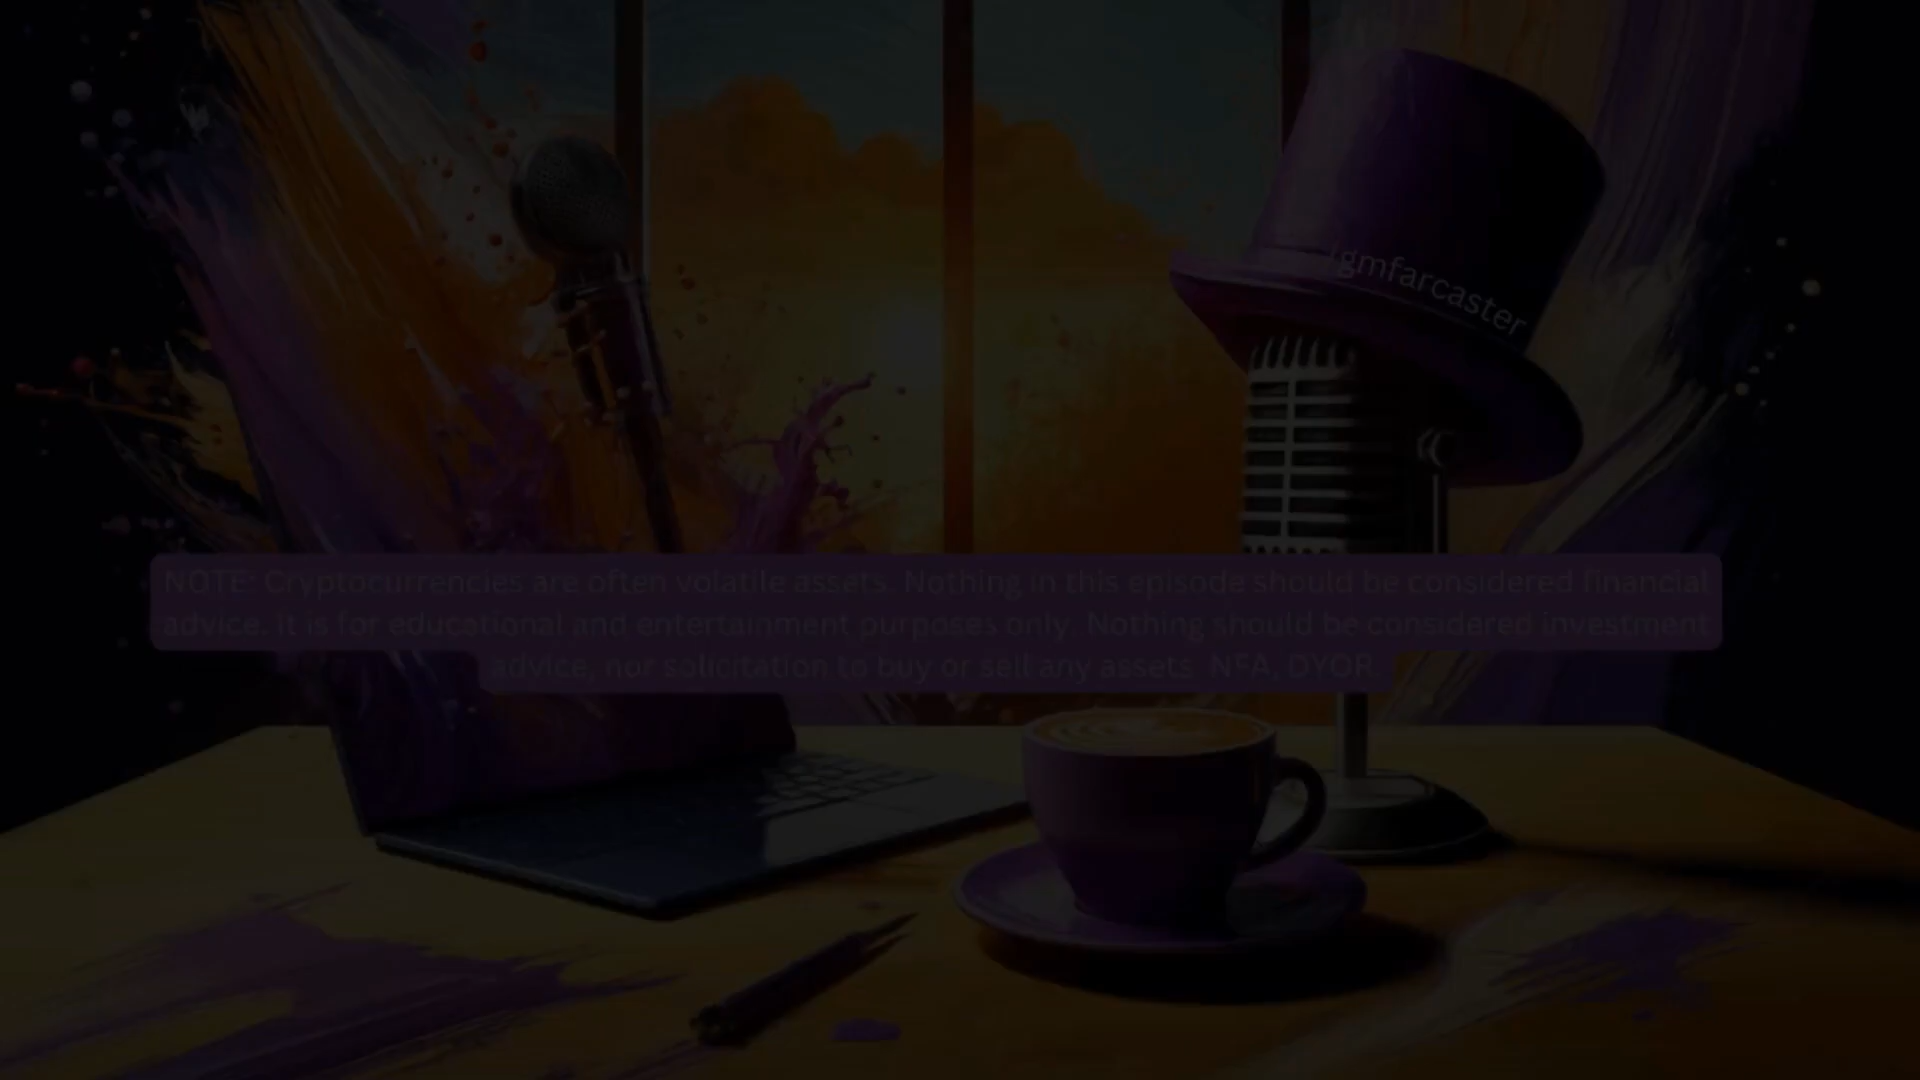 /gmfarcaster
NOTE: Cryptocurrencies are often volatile assets. Nothing in this episode should be considered financial
advice. It is for educational and entertainment purposes only. Nothing should be considered investment
advice, nor solicitation to buy or sell any assets. NFA, DYOR.